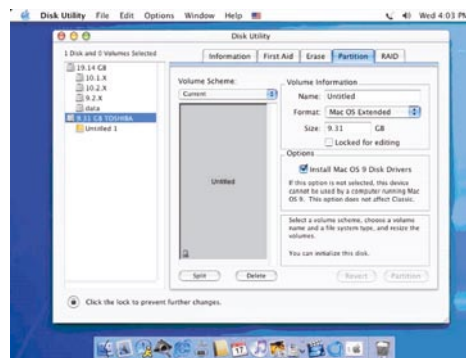 Disk Utility File Edit Options Window Help Wed 4:03 PM
Disk Utility
1 Disk and 0 Volumes Selected
Information First Aid Erase Partition RAID
19.14 GB
10.1.X
10.2.X
9.2.X
data
9.31 GB TOSHIBA
Untitled 1
Volume Scheme:
Current
Untitled
Split Delete
Volume Information
Name: Untitled
Format: Mac OS Extended
Size: 9.31 GB
Locked for editing
Options
Install Mac OS 9 Disk Drivers
If this option is not selected, this device
cannot be used by a computer running Mac
OS 9. This option does not affect Classic.
Select a volume scheme, choose a volume
name and a file system type, and resize the
volumes.
You can initialize this disk.
Revert Partition
Click the lock to prevent further changes.
17